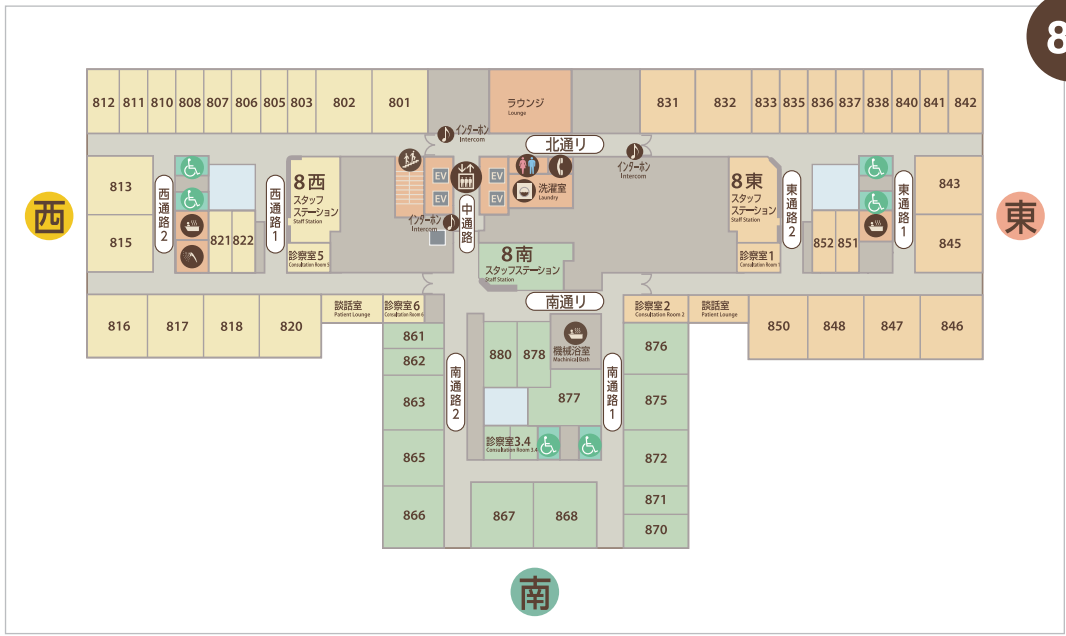 8
812
811
810
808
807
806
805
803
802
801
ラウンジ
Lounge
831
832
833
835
836
837
838
840
841
842
インターホン
Intercom
北通り
インターホン
Intercom
813
815
西通路2
821
822
西通路1
8西
スタッフ
ステーション
Staff Station
診察室5
Consultation Room 5
EV
EV
EV
EV
洗濯室
Laundry
インターホン
Intercom
中通路
8南
スタッフステーション
Staff Station
8東
スタッフ
ステーション
Staff Station
診察室1
Consultation Room 1
東通路2
852
851
東通路1
843
845
西
東
816
817
818
820
談話室
Patient Lounge
診察室6
Consultation Room 6
南通り
診察室2
Consultation Room 2
談話室
Patient Lounge
850
848
847
846
861
862
863
865
866
南通路2
880
878
機械浴室
Machinical Bath
877
診察室3.4
Consultation Room 3.4
南通路1
876
875
872
871
870
867
868
南